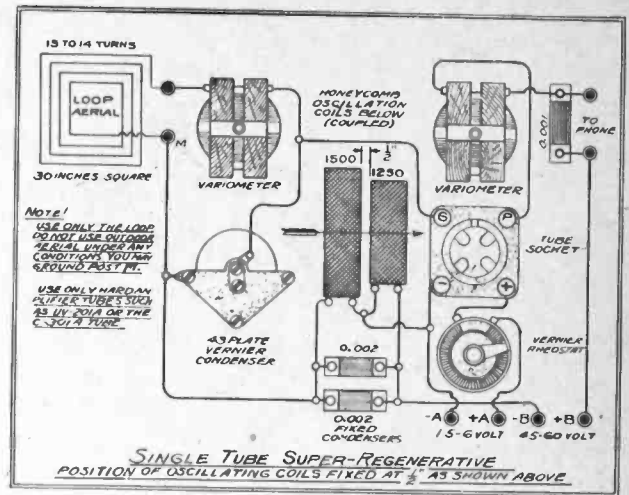 13 TO 14 TURNS
LOOP
AERIAL
30 INCHES SQUARE
M
VARIOMETER
HONEYCOMB
OSCILLATION
COILS BELOW
(COUPLED)
1500
1/2"
1250
VARIOMETER
0.001
TO
PHONE
NOTE!
USE ONLY THE LOOP
DO NOT USE OUTDOOR
AERIAL UNDER ANY
CONDITIONS YOU MAY
GROUND POST M.
USE ONLY HARD AM
PLIFIER TUBES SUCH
AS UV 201A OR THE
C-301A TUBE
43 PLATE
VERNIER
CONDENSER
G
P
-
+
TUBE
SOCKET
VERNIER
RHEOSTAT
0.002
0.002
FIXED
CONDENSERS
-A +A -B +B
1.5-6 VOLT 45-60 VOLT
SINGLE TUBE SUPER-REGENERATIVE
POSITION OF OSCILLATING COILS FIXED AT 1/2" AS SHOWN ABOVE